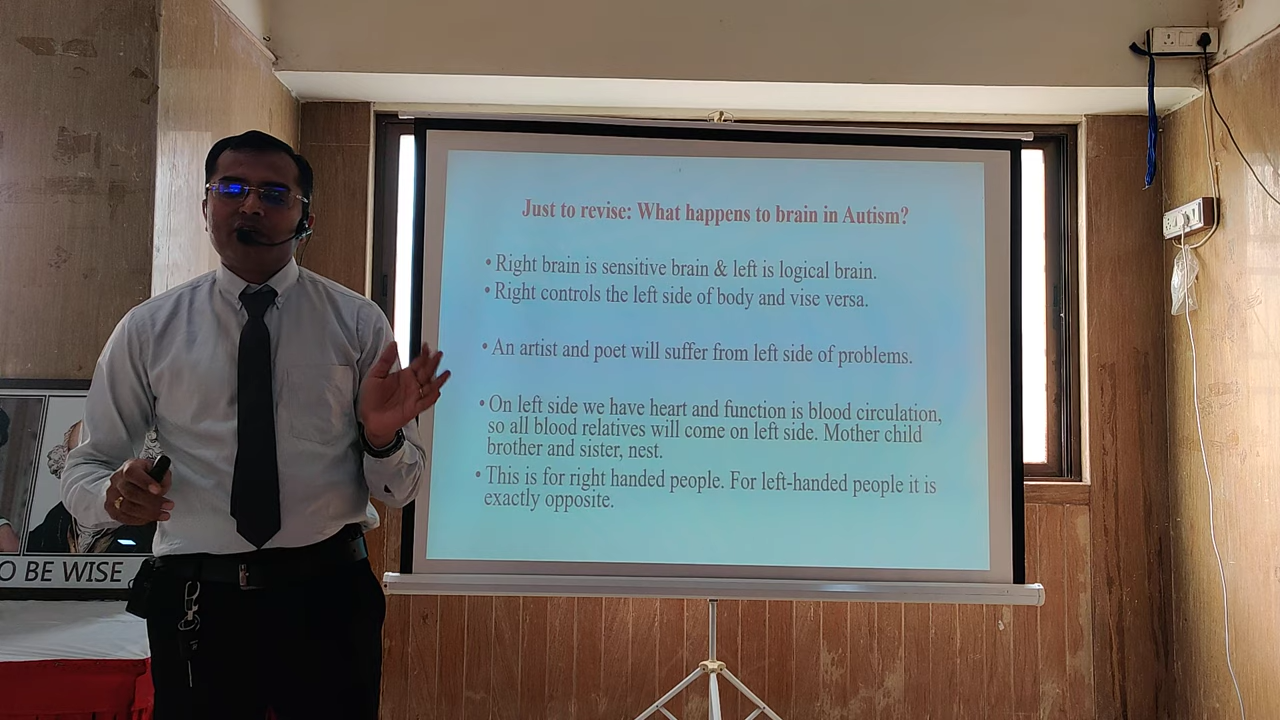 Just to revise: What happens to brain in Autism?
• Right brain is sensitive brain & left is logical brain.
• Right controls the left side of body and vise versa.
• An artist and poet will suffer from left side of problems.
• On left side we have heart and function is blood circulation,
so all blood relatives will come on left side. Mother child
brother and sister, nest.
• This is for right handed people. For left-handed people it is
exactly opposite.
O BE WISE